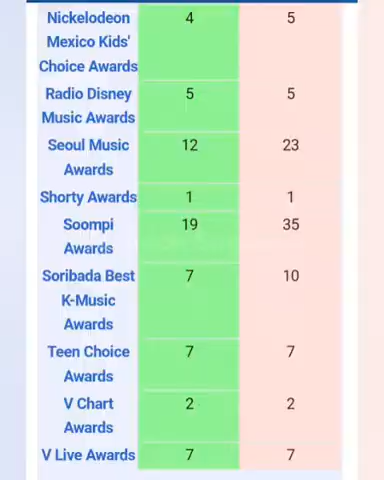 Nickelodeon 4 5
Mexico Kids'
Choice Awards
Radio Disney 5 5
Music Awards
Seoul Music 12 23
Awards
Shorty Awards 1 1
Soompi 19 35
Awards
Soribada Best 7 10
K-Music
Awards
Teen Choice 7 7
Awards
V Chart 2 2
Awards
V Live Awards 7 7